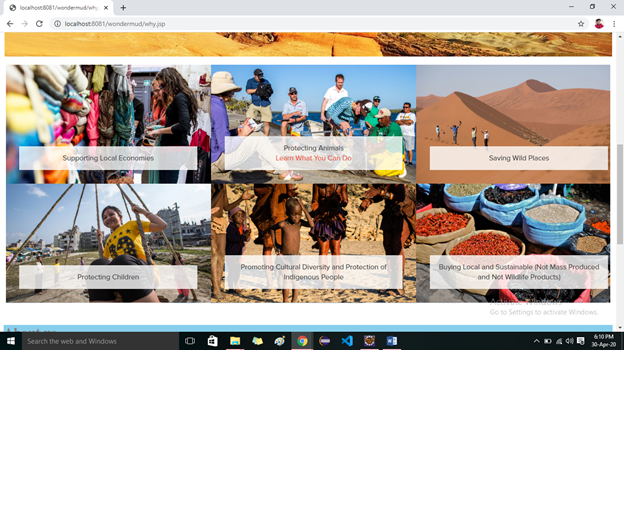 localhost:8081/wondermud/why
localhost:8081/wondermud/why.jsp
Supporting Local Economies
Protecting Animals
Learn What You Can Do
Saving Wild Places
Protecting Children
Promoting Cultural Diversity and Protection of
Indigenous People
Buying Local and Sustainable (Not Mass Produced
and Not Wildlife Products)
Activate Windows
Go to Settings to activate Windows.
Search the web and Windows
6:10 PM
30-Apr-20